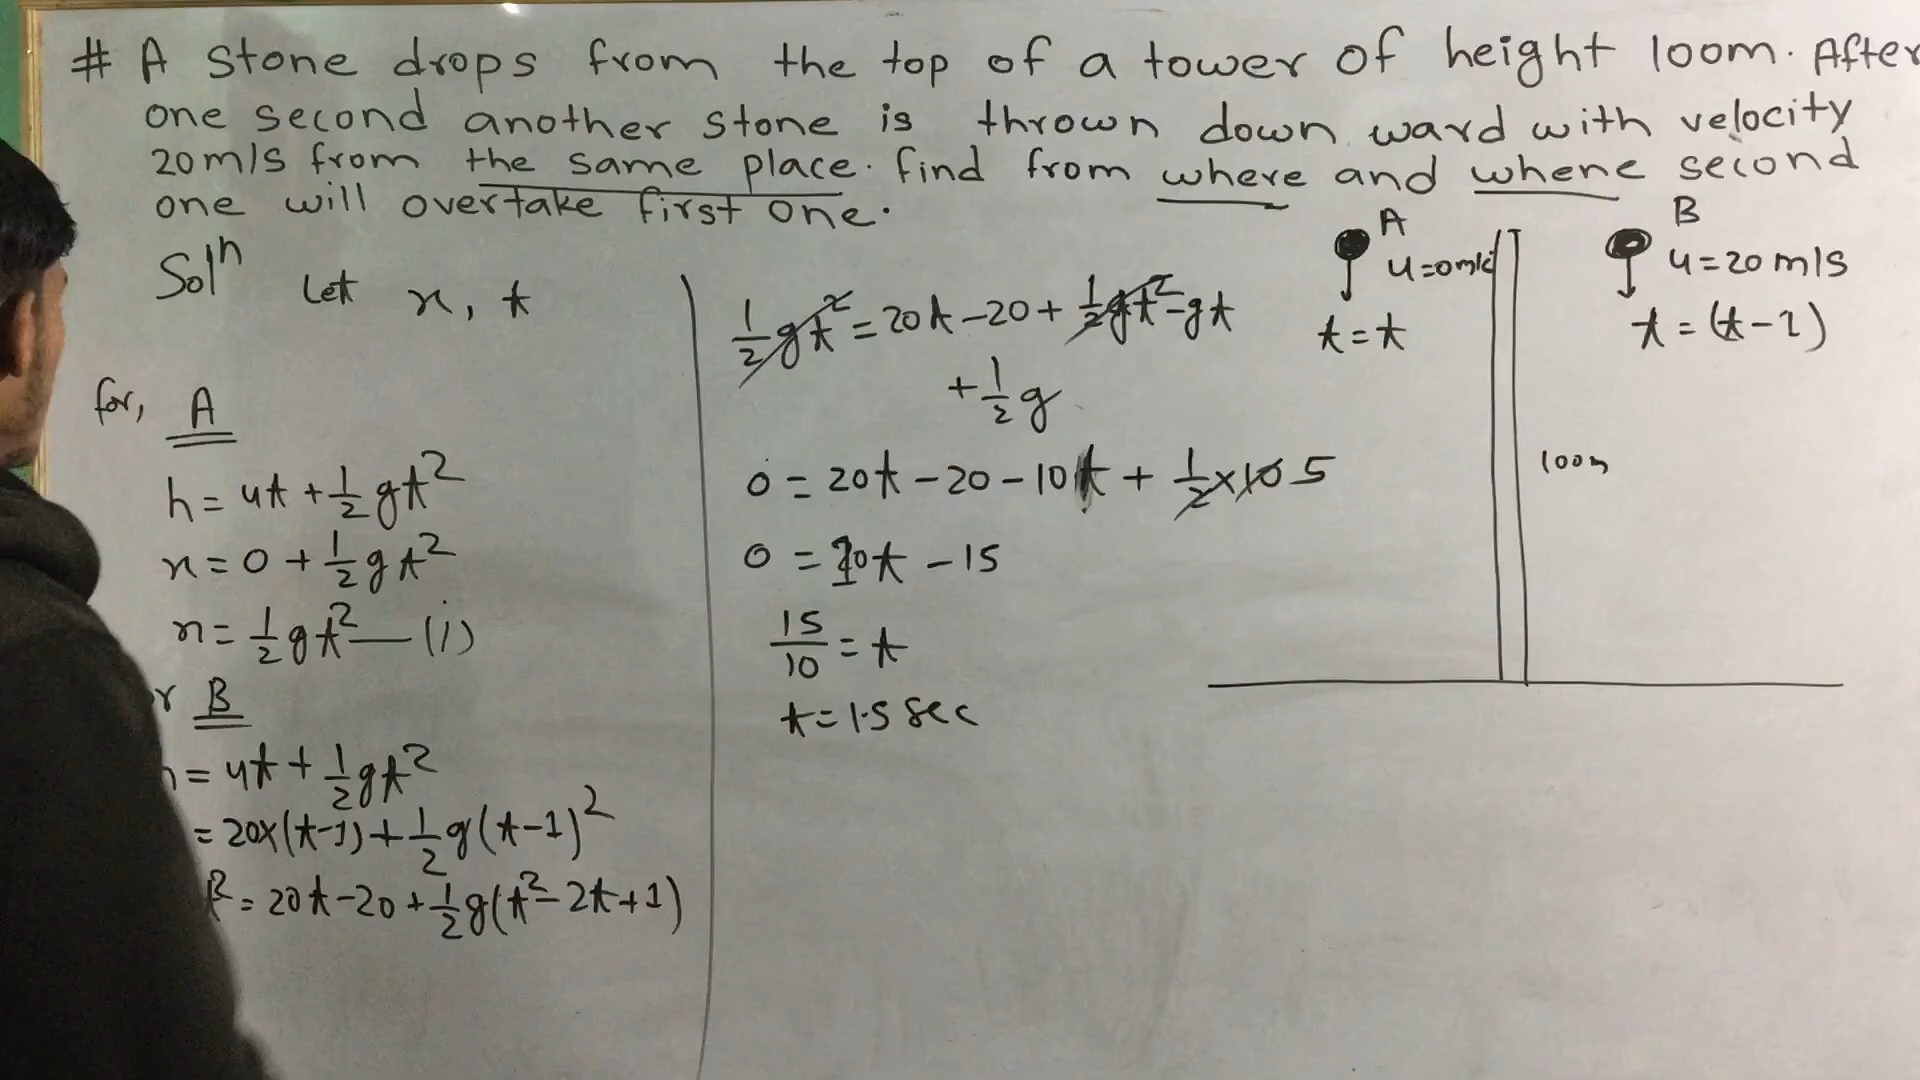 # A stone drops from the top of a tower of height 100m. After
one second another stone is thrown down ward with velocity
20m/s from the same place. find from where and whene second
one will overtake first one.
Solⁿ Let x, t
for, A
h = ut + 1/2 gt²
x = 0 + 1/2 gt²
x = 1/2 gt² — (i)
r B
= ut + 1/2 gt²
= 20x(t-1) + 1/2 g(t-1)²
= 20t - 20 + 1/2 g(t² - 2t + 1)
1/2 gt² = 20t - 20 + 1/2 gt² - gt
+ 1/2 g
0 = 20t - 20 - 10t + 1/2 x 10 5
0 = 10t - 15
15/10 = t
t = 1.5 sec
A
u = 0m/s
t = t
B
u = 20 m/s
t = (t - 1)
100m